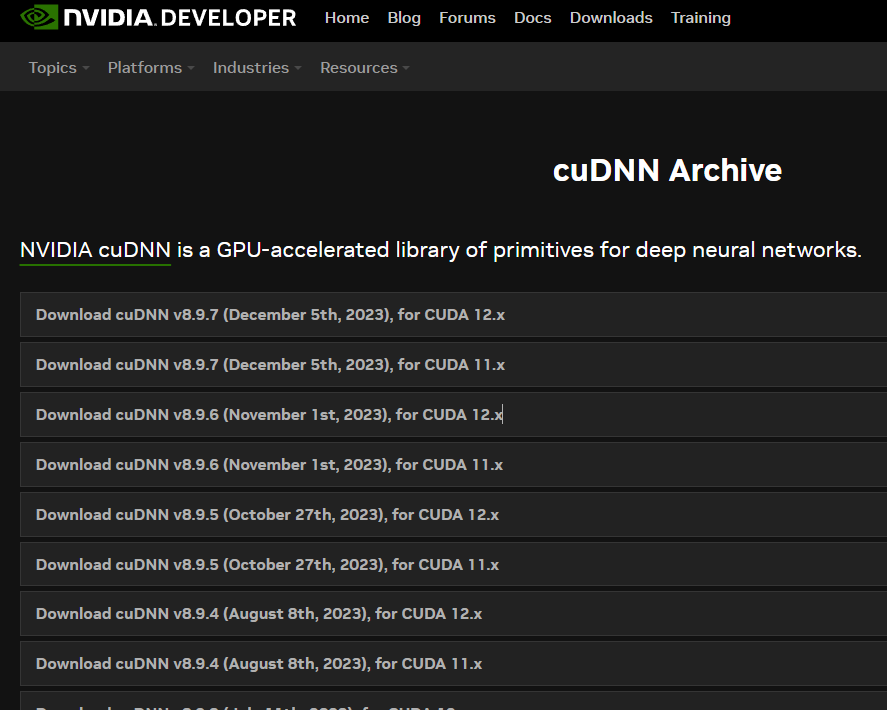 NVIDIA.DEVELOPER Home Blog Forums Docs Downloads Training
Topics Platforms Industries Resources
cuDNN Archive
NVIDIA cuDNN is a GPU-accelerated library of primitives for deep neural networks.
Download cuDNN v8.9.7 (December 5th, 2023), for CUDA 12.x
Download cuDNN v8.9.7 (December 5th, 2023), for CUDA 11.x
Download cuDNN v8.9.6 (November 1st, 2023), for CUDA 12.x
Download cuDNN v8.9.6 (November 1st, 2023), for CUDA 11.x
Download cuDNN v8.9.5 (October 27th, 2023), for CUDA 12.x
Download cuDNN v8.9.5 (October 27th, 2023), for CUDA 11.x
Download cuDNN v8.9.4 (August 8th, 2023), for CUDA 12.x
Download cuDNN v8.9.4 (August 8th, 2023), for CUDA 11.x